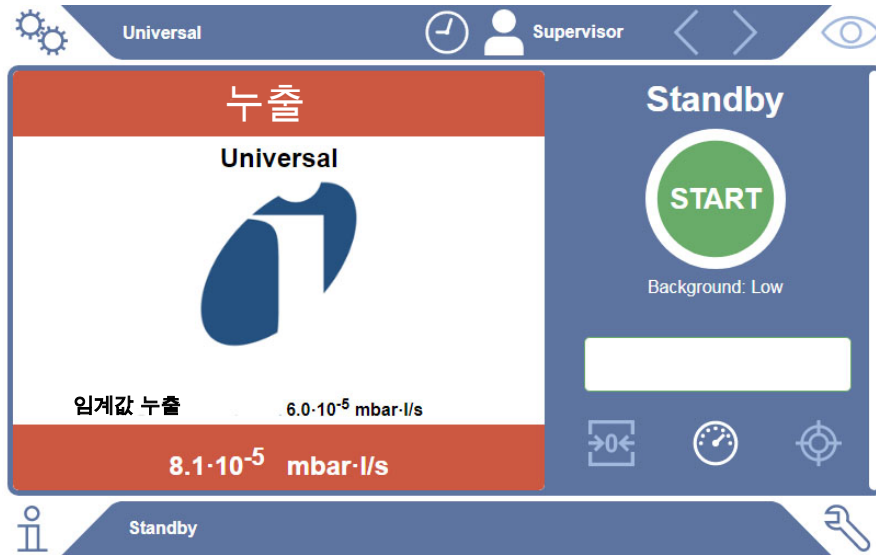 Universal
Supervisor
누출
Universal
임계값 누출 6.0·10⁻⁵ mbar·l/s
8.1·10⁻⁵ mbar·l/s
Standby
START
Background: Low
→0←
Standby